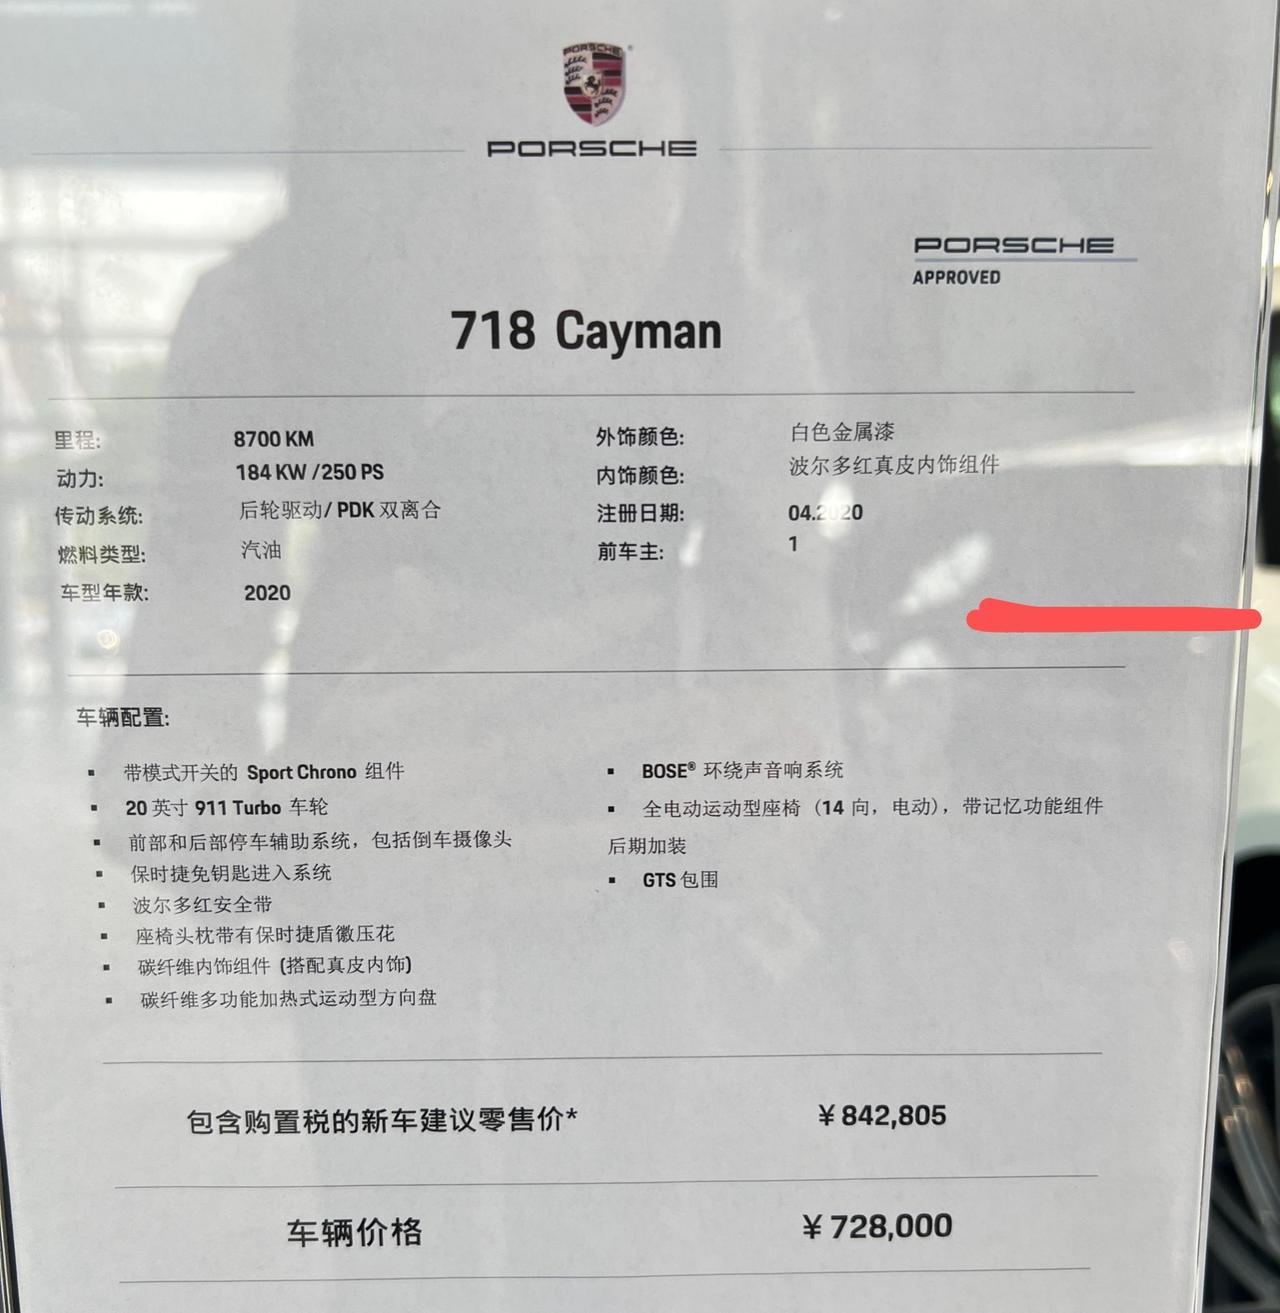 PORSCHE
PORSCHE
PORSCHE
APPROVED
718 Cayman
里程: 8700 KM
动力: 184 KW /250 PS
传动系统: 后轮驱动/ PDK 双离合
燃料类型: 汽油
车型年款: 2020
外饰颜色: 白色金属漆
内饰颜色: 波尔多红真皮内饰组件
注册日期: 04.2020
前车主: 1
车辆配置:
▪ 带模式开关的 Sport Chrono 组件
▪ 20 英寸 911 Turbo 车轮
▪ 前部和后部停车辅助系统，包括倒车摄像头
▪ 保时捷免钥匙进入系统
▪ 波尔多红安全带
▪ 座椅头枕带有保时捷盾徽压花
▪ 碳纤维内饰组件 (搭配真皮内饰)
▪ 碳纤维多功能加热式运动型方向盘
▪ BOSE® 环绕声音响系统
▪ 全电动运动型座椅（14 向，电动），带记忆功能组件
后期加装
▪ GTS 包围
包含购置税的新车建议零售价* ￥842,805
车辆价格 ￥728,000